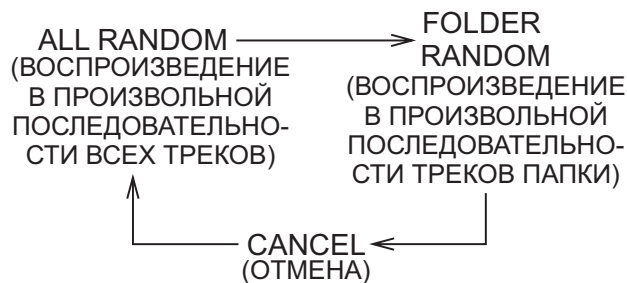 ALL RANDOM
(ВОСПРОИЗВЕДЕНИЕ
В ПРОИЗВОЛЬНОЙ
ПОСЛЕДОВАТЕЛЬНО-
СТИ ВСЕХ ТРЕКОВ)
FOLDER
RANDOM
(ВОСПРОИЗВЕДЕНИЕ
В ПРОИЗВОЛЬНОЙ
ПОСЛЕДОВАТЕЛЬНО-
СТИ ТРЕКОВ ПАПКИ)
CANCEL
(ОТМЕНА)